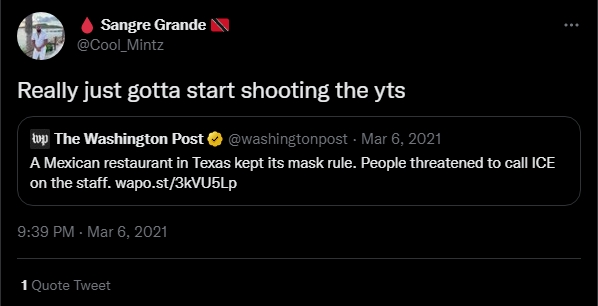 Sangre Grande
@Cool_Mintz
Really just gotta start shooting the yts
The Washington Post @washingtonpost · Mar 6, 2021
A Mexican restaurant in Texas kept its mask rule. People threatened to call ICE
on the staff. wapo.st/3kVU5Lp
9:39 PM · Mar 6, 2021
1 Quote Tweet